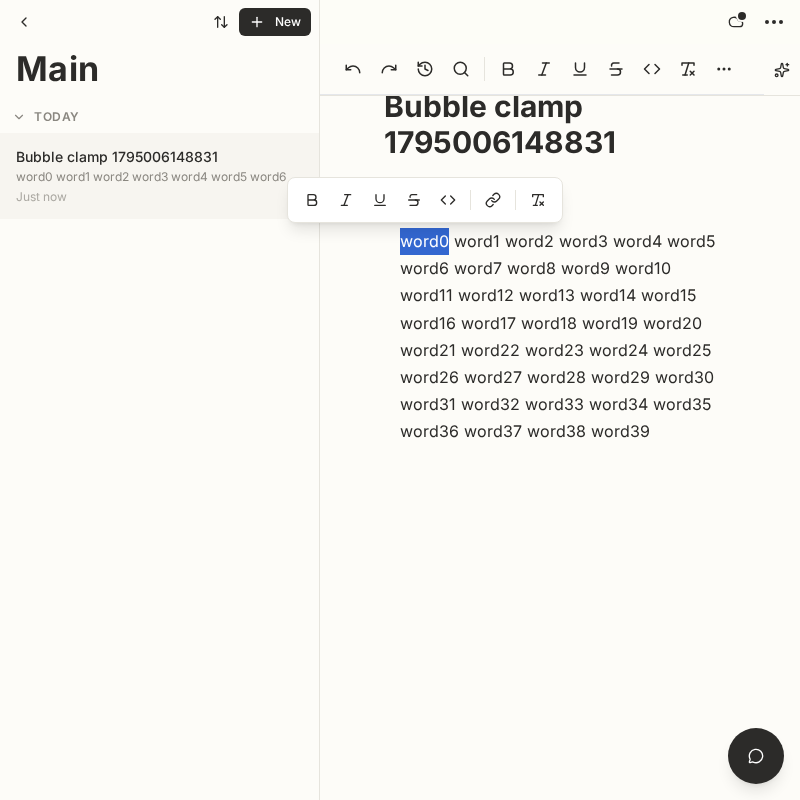 New
Main
TODAY
Bubble clamp 1795006148831
word0 word1 word2 word3 word4 word5 word6
Just now
Bubble clamp
1795006148831
word0 word1 word2 word3 word4 word5
word6 word7 word8 word9 word10
word11 word12 word13 word14 word15
word16 word17 word18 word19 word20
word21 word22 word23 word24 word25
word26 word27 word28 word29 word30
word31 word32 word33 word34 word35
word36 word37 word38 word39